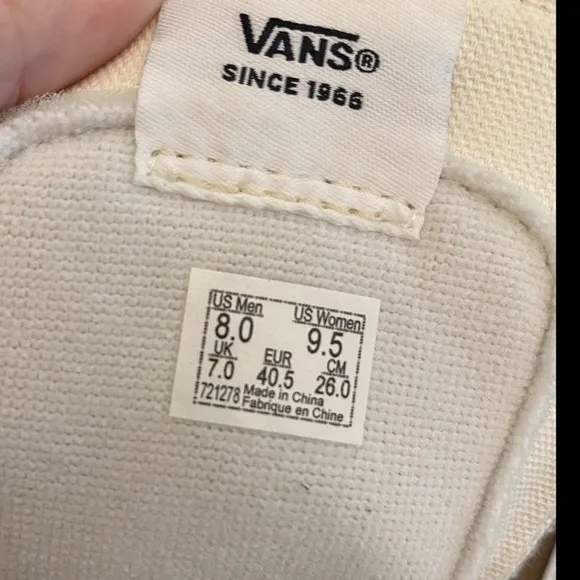 VANS®
SINCE 1966
US Men US Women
8.0 9.5
UK EUR CM
7.0 40.5 26.0
721278 Made in China
Fabrique en Chine